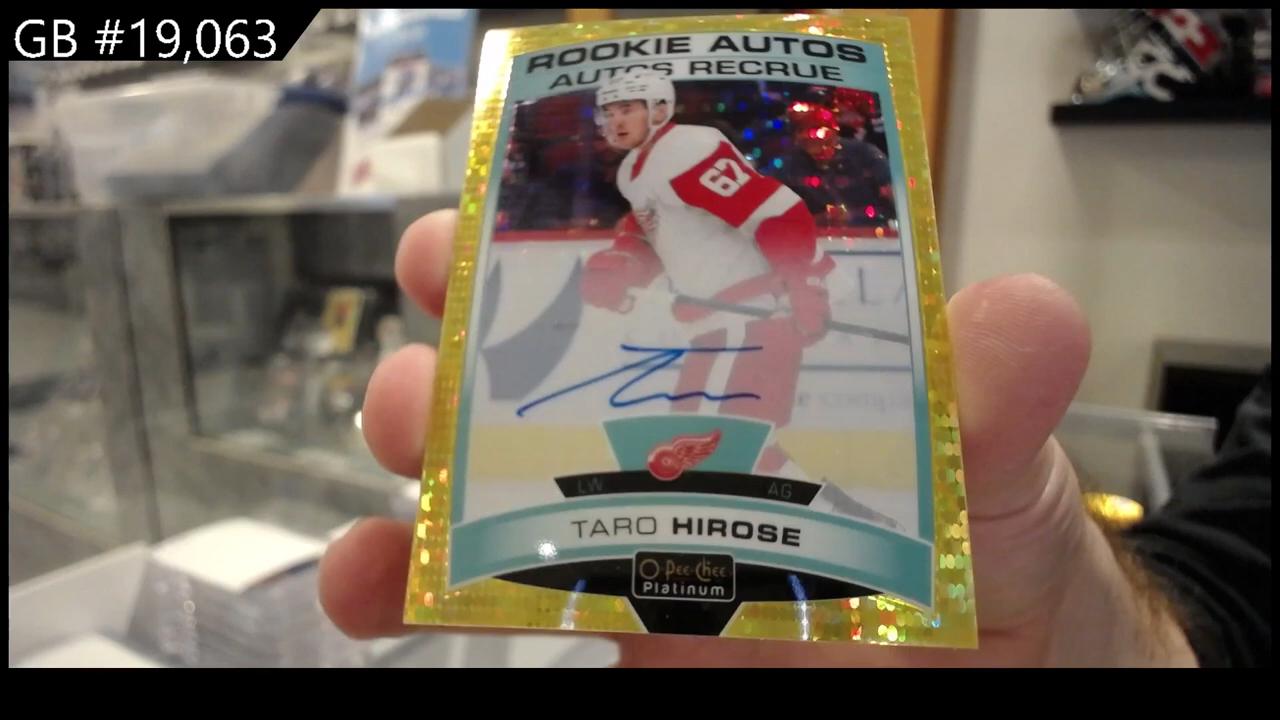 GB #19,063
ROOKIE AUTOS
AUTOS RECRUE
67
LW AG
TARO HIROSE
O-Pee-Chee
Platinum